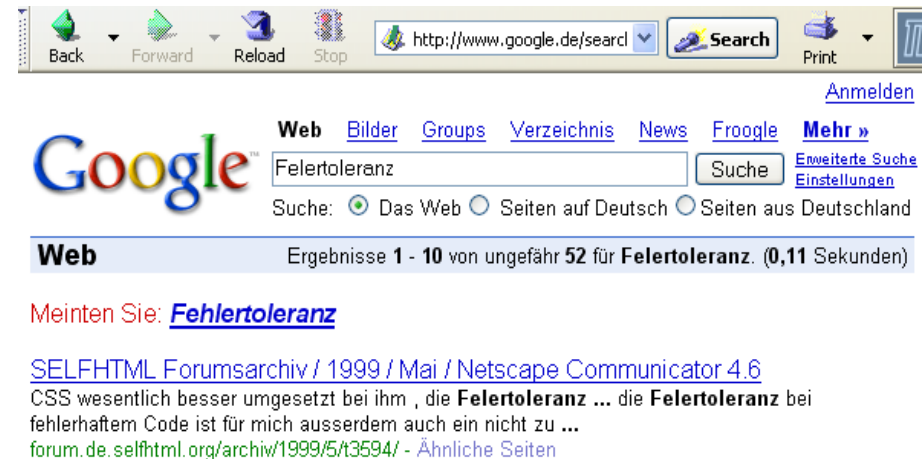 Back Forward Reload Stop http://www.google.de/searcl Search Print
Anmelden
Google™ Web Bilder Groups Verzeichnis News Froogle Mehr »
Felertoleranz Suche Erweiterte Suche
Einstellungen
Suche: Das Web Seiten auf Deutsch Seiten aus Deutschland
Web Ergebnisse 1 - 10 von ungefähr 52 für Felertoleranz. (0,11 Sekunden)
Meinten Sie: Fehlertoleranz
SELFHTML Forumsarchiv / 1999 / Mai / Netscape Communicator 4.6
CSS wesentlich besser umgesetzt bei ihm , die Felertoleranz ... die Felertoleranz bei
fehlerhaftem Code ist für mich ausserdem auch ein nicht zu ...
forum.de.selfhtml.org/archiv/1999/5/t3594/ - Ähnliche Seiten